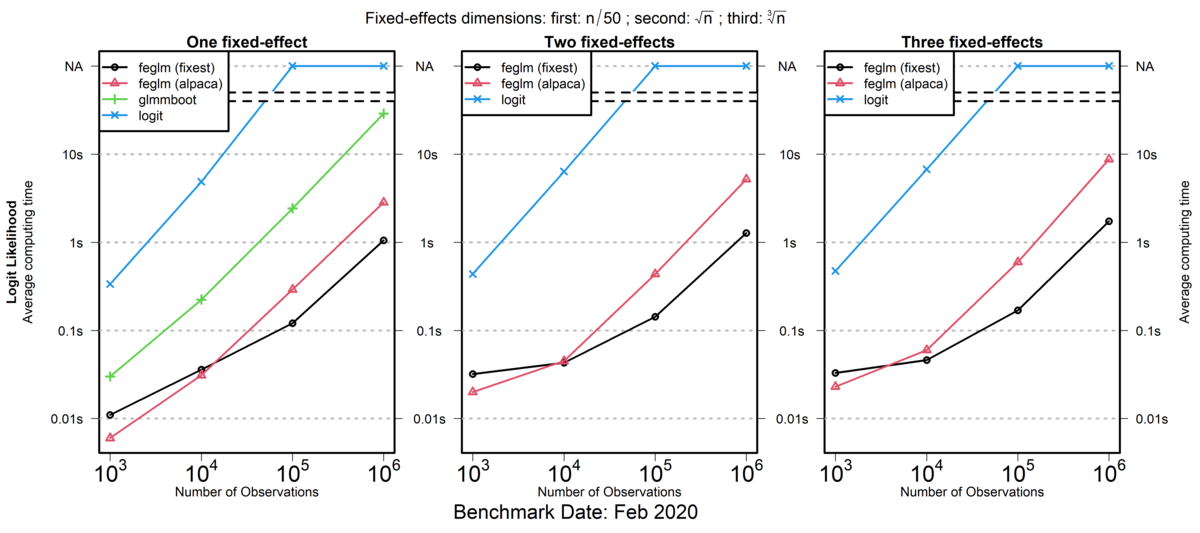 Fixed-effects dimensions: first: n/50 ; second: √n ; third: ∛n
One fixed-effect
Two fixed-effects
Three fixed-effects
NA
10s
1s
0.1s
0.01s
Logit Likelihood
Average computing time
feglm (fixest)
feglm (alpaca)
glmmboot
logit
10³
10⁴
10⁵
10⁶
Number of Observations
NA
10s
1s
0.1s
0.01s
feglm (fixest)
feglm (alpaca)
logit
10³
10⁴
10⁵
10⁶
Number of Observations
NA
10s
1s
0.1s
0.01s
feglm (fixest)
feglm (alpaca)
logit
10³
10⁴
10⁵
10⁶
Number of Observations
NA
10s
1s
0.1s
0.01s
Average computing time
Benchmark Date: Feb 2020